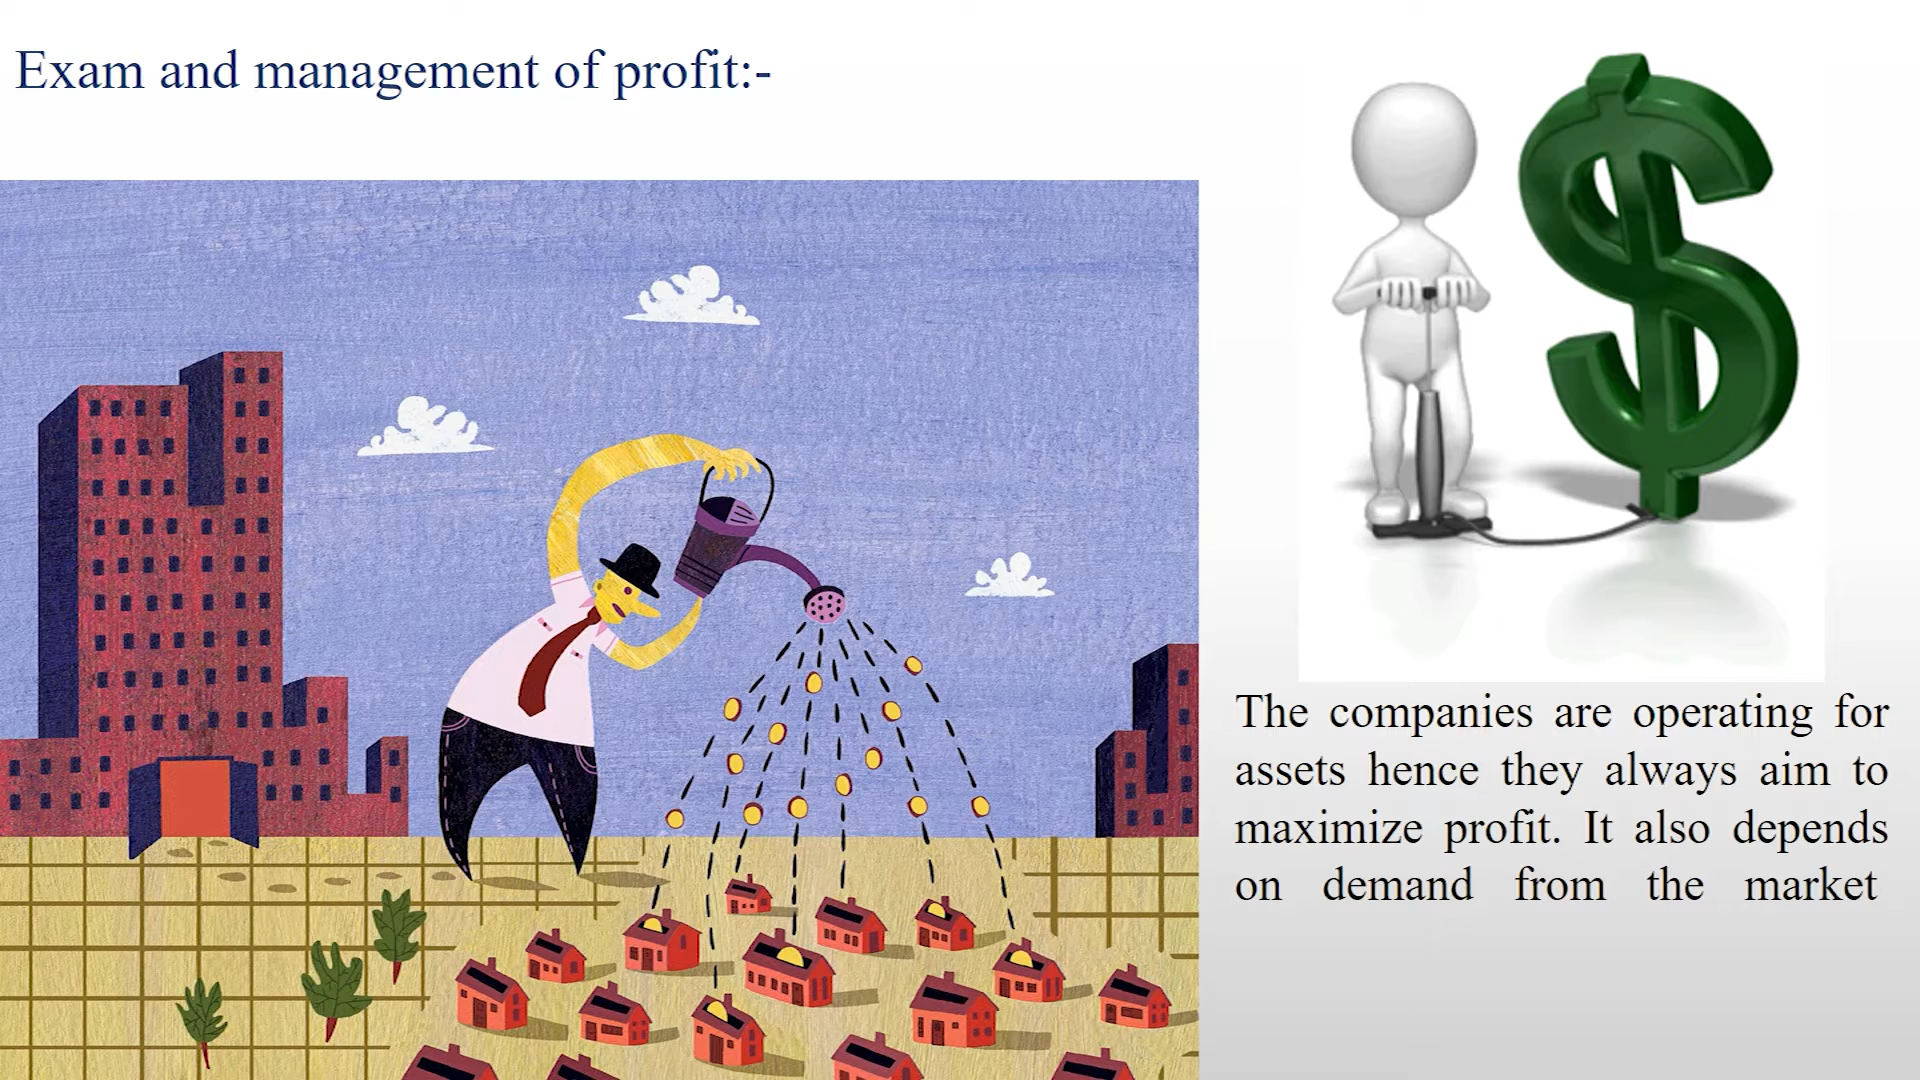 Exam and management of profit:-
The companies are operating for
assets hence they always aim to
maximize profit. It also depends
on demand from the market